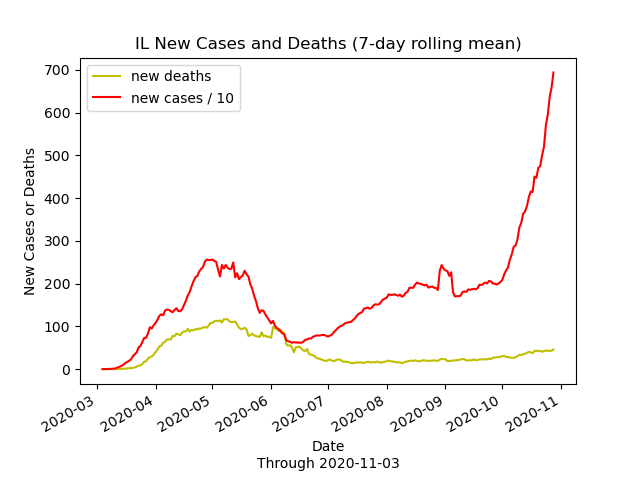 IL New Cases and Deaths (7-day rolling mean)
new deaths
new cases / 10
New Cases or Deaths
700
600
500
400
300
200
100
0
2020-03
2020-04
2020-05
2020-06
2020-07
2020-08
2020-09
2020-10
2020-11
Date
Through 2020-11-03